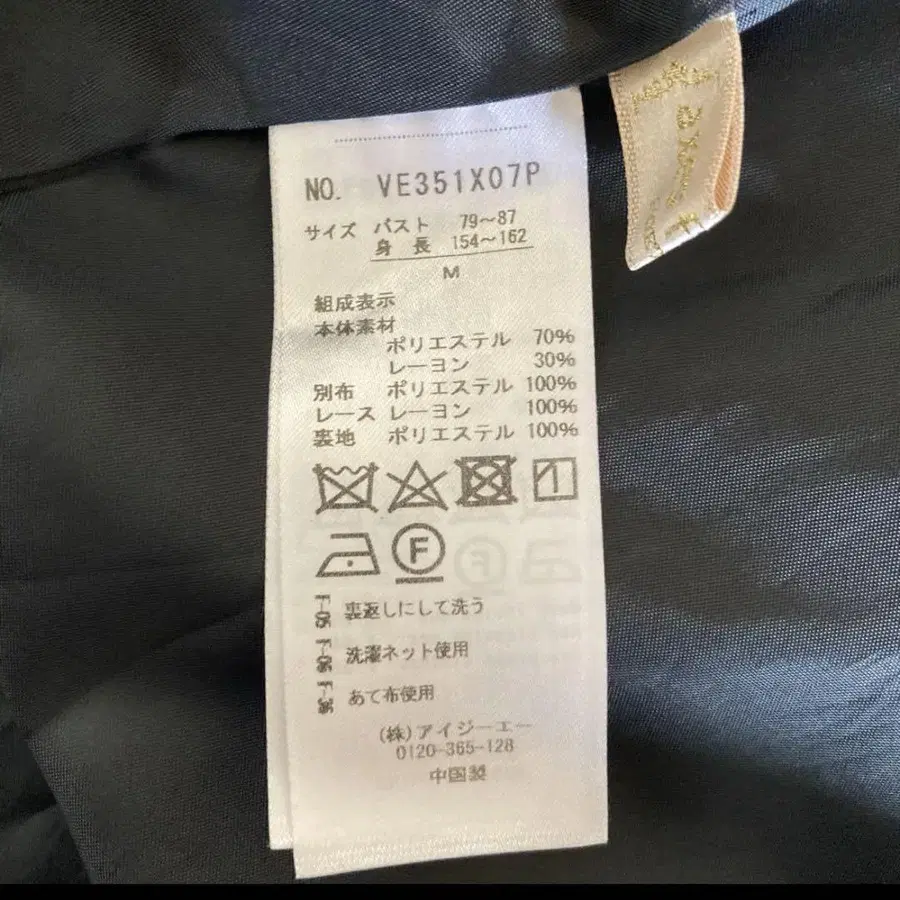 NO. VE351X07P
サイズ バスト 79～87
身長 154～162
M
組成表示
本体素材
ポリエステル 70%
レーヨン 30%
別布 ポリエステル 100%
レース レーヨン 100%
裏地 ポリエステル 100%
F
F-05 裏返しにして洗う
F-06 洗濯ネット使用
あて布使用
(株)アイジーエー
0120-365-128
中国製